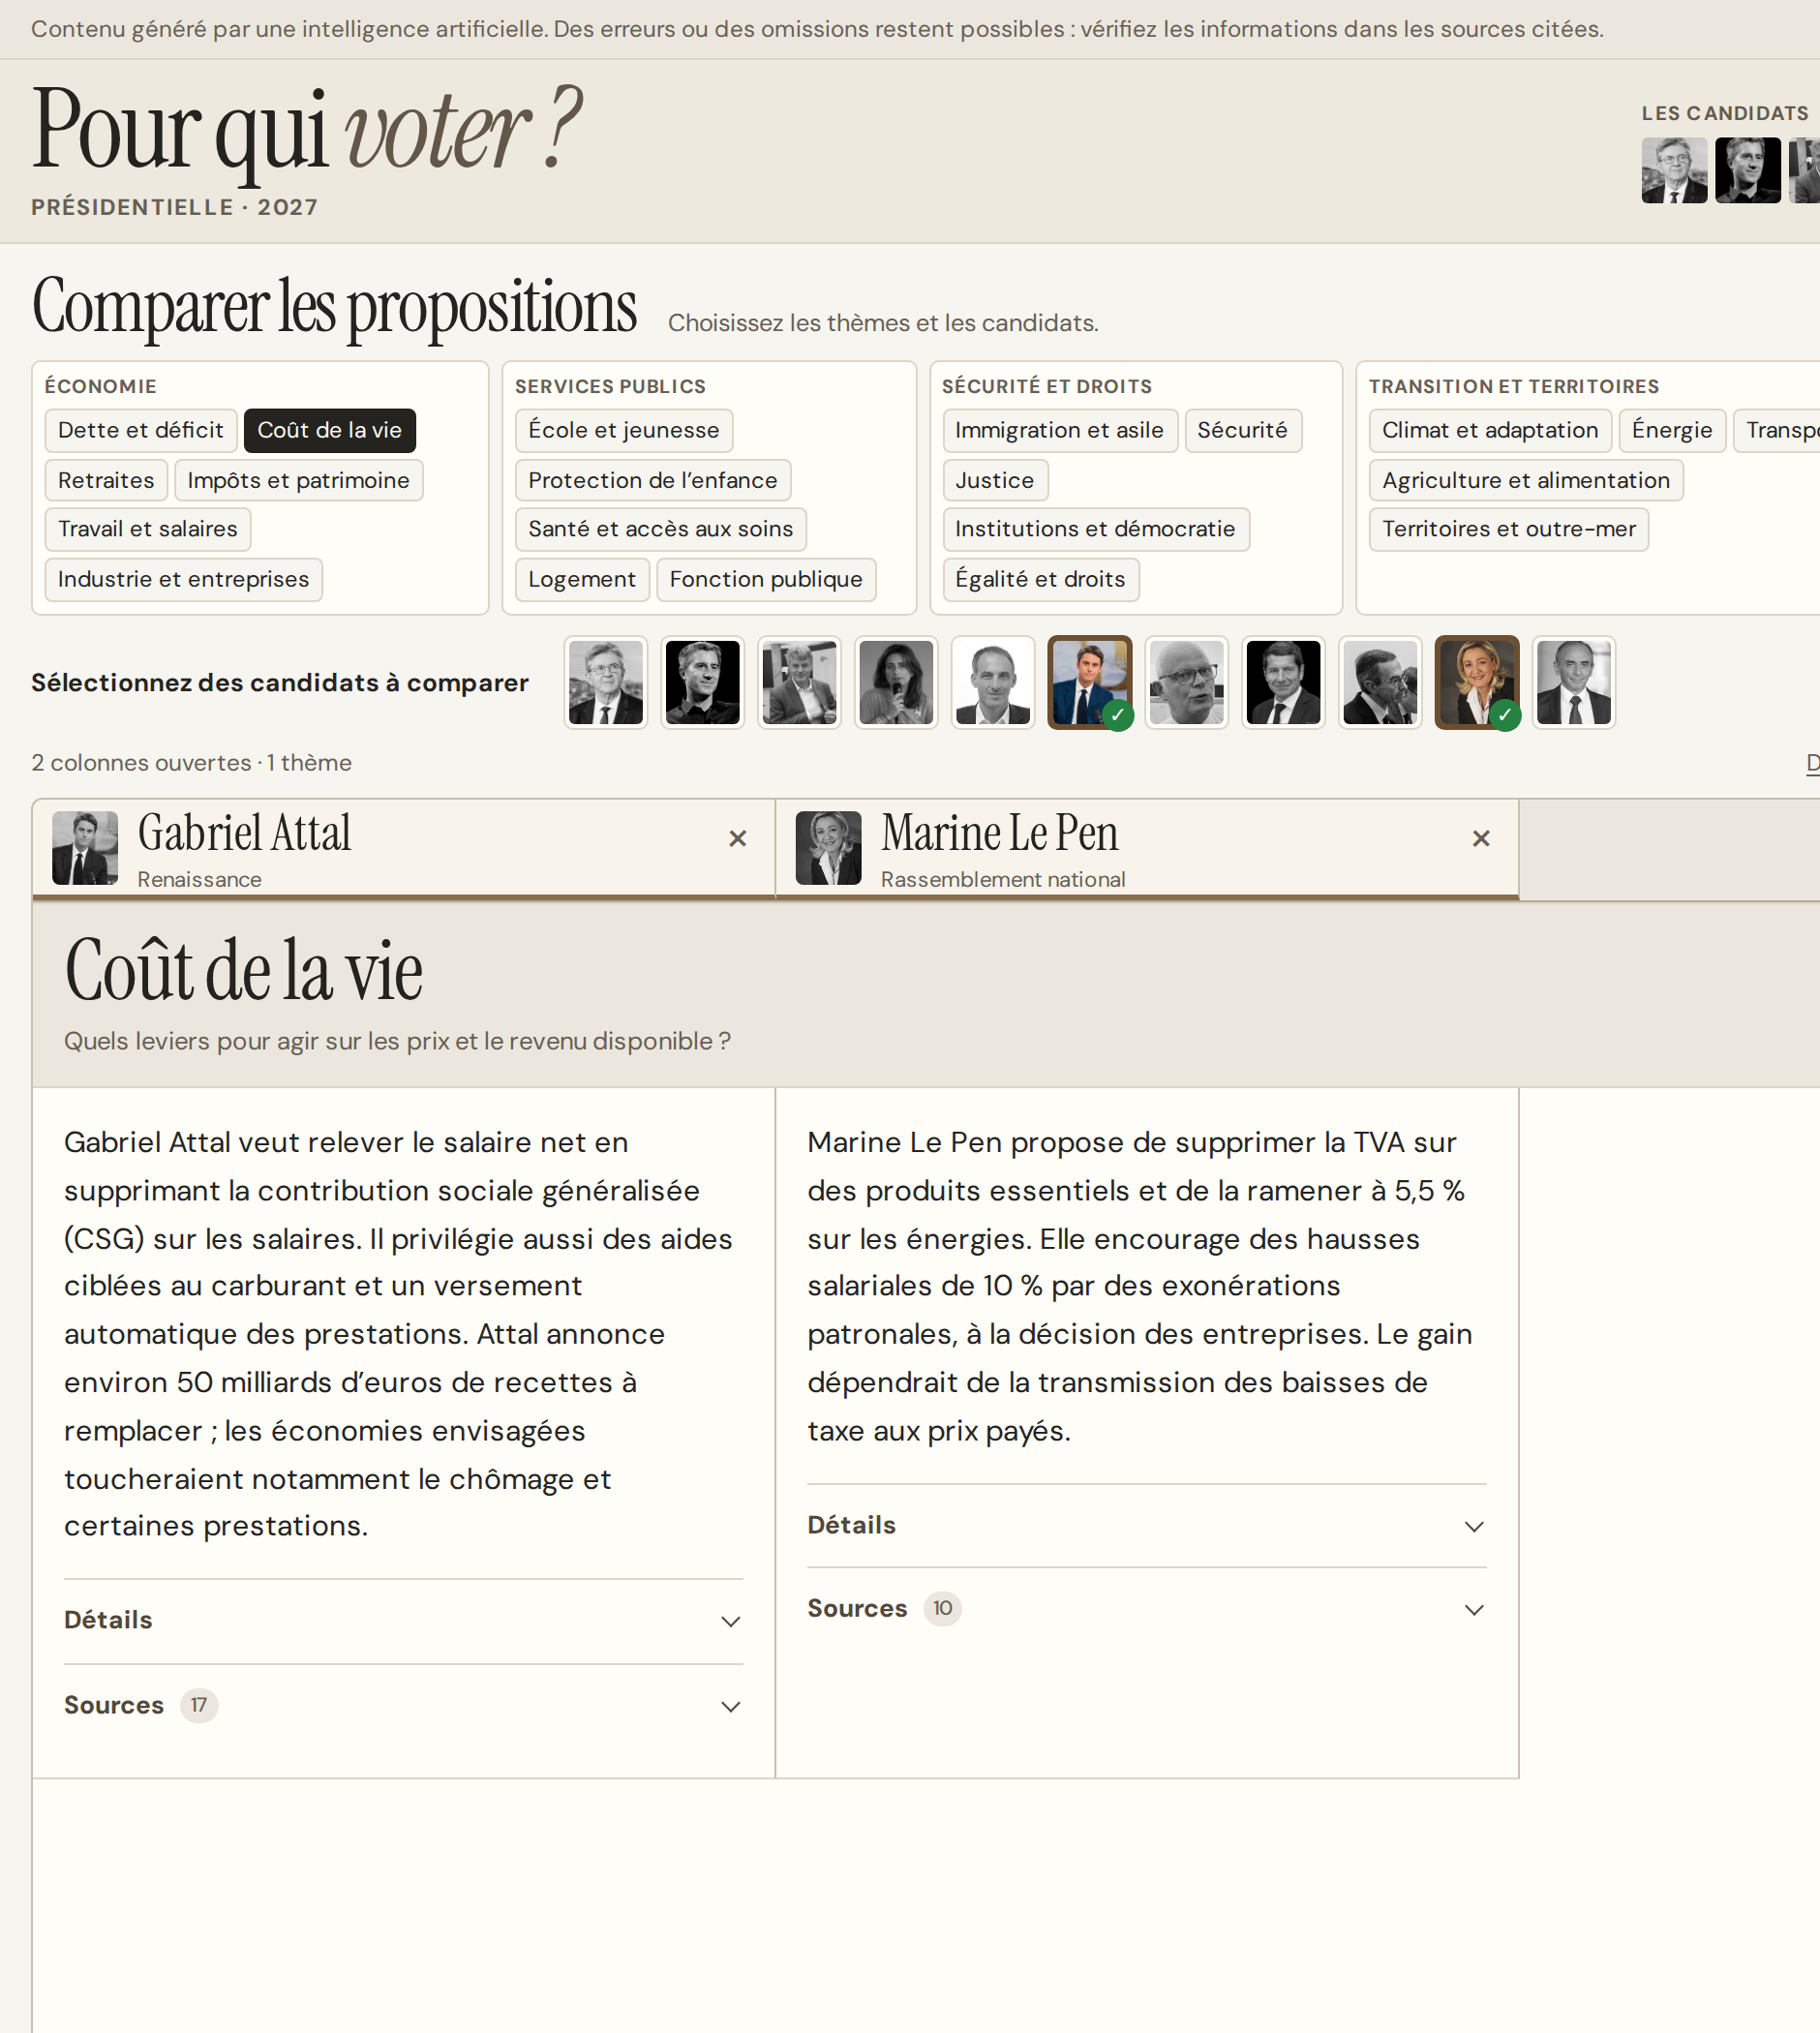 Contenu généré par une intelligence artificielle. Des erreurs ou des omissions restent possibles : vérifiez les informations dans les sources citées.
Pour qui voter ?
PRÉSIDENTIELLE · 2027
LES CANDIDATS
Comparer les propositions
Choisissez les thèmes et les candidats.
ÉCONOMIE
Dette et déficit
Coût de la vie
Retraites
Impôts et patrimoine
Travail et salaires
Industrie et entreprises
SERVICES PUBLICS
École et jeunesse
Protection de l’enfance
Santé et accès aux soins
Logement
Fonction publique
SÉCURITÉ ET DROITS
Immigration et asile
Sécurité
Justice
Institutions et démocratie
Égalité et droits
TRANSITION ET TERRITOIRES
Climat et adaptation
Énergie
Agriculture et alimentation
Territoires et outre-mer
Sélectionnez des candidats à comparer
2 colonnes ouvertes · 1 thème
Gabriel Attal
Renaissance
Marine Le Pen
Rassemblement national
Coût de la vie
Quels leviers pour agir sur les prix et le revenu disponible ?
Gabriel Attal veut relever le salaire net en
supprimant la contribution sociale généralisée
(CSG) sur les salaires. Il privilégie aussi des aides
ciblées au carburant et un versement
automatique des prestations. Attal annonce
environ 50 milliards d’euros de recettes à
remplacer ; les économies envisagées
toucheraient notamment le chômage et
certaines prestations.
Détails
Sources 17
Marine Le Pen propose de supprimer la TVA sur
des produits essentiels et de la ramener à 5,5 %
sur les énergies. Elle encourage des hausses
salariales de 10 % par des exonérations
patronales, à la décision des entreprises. Le gain
dépendrait de la transmission des baisses de
taxe aux prix payés.
Détails
Sources 10